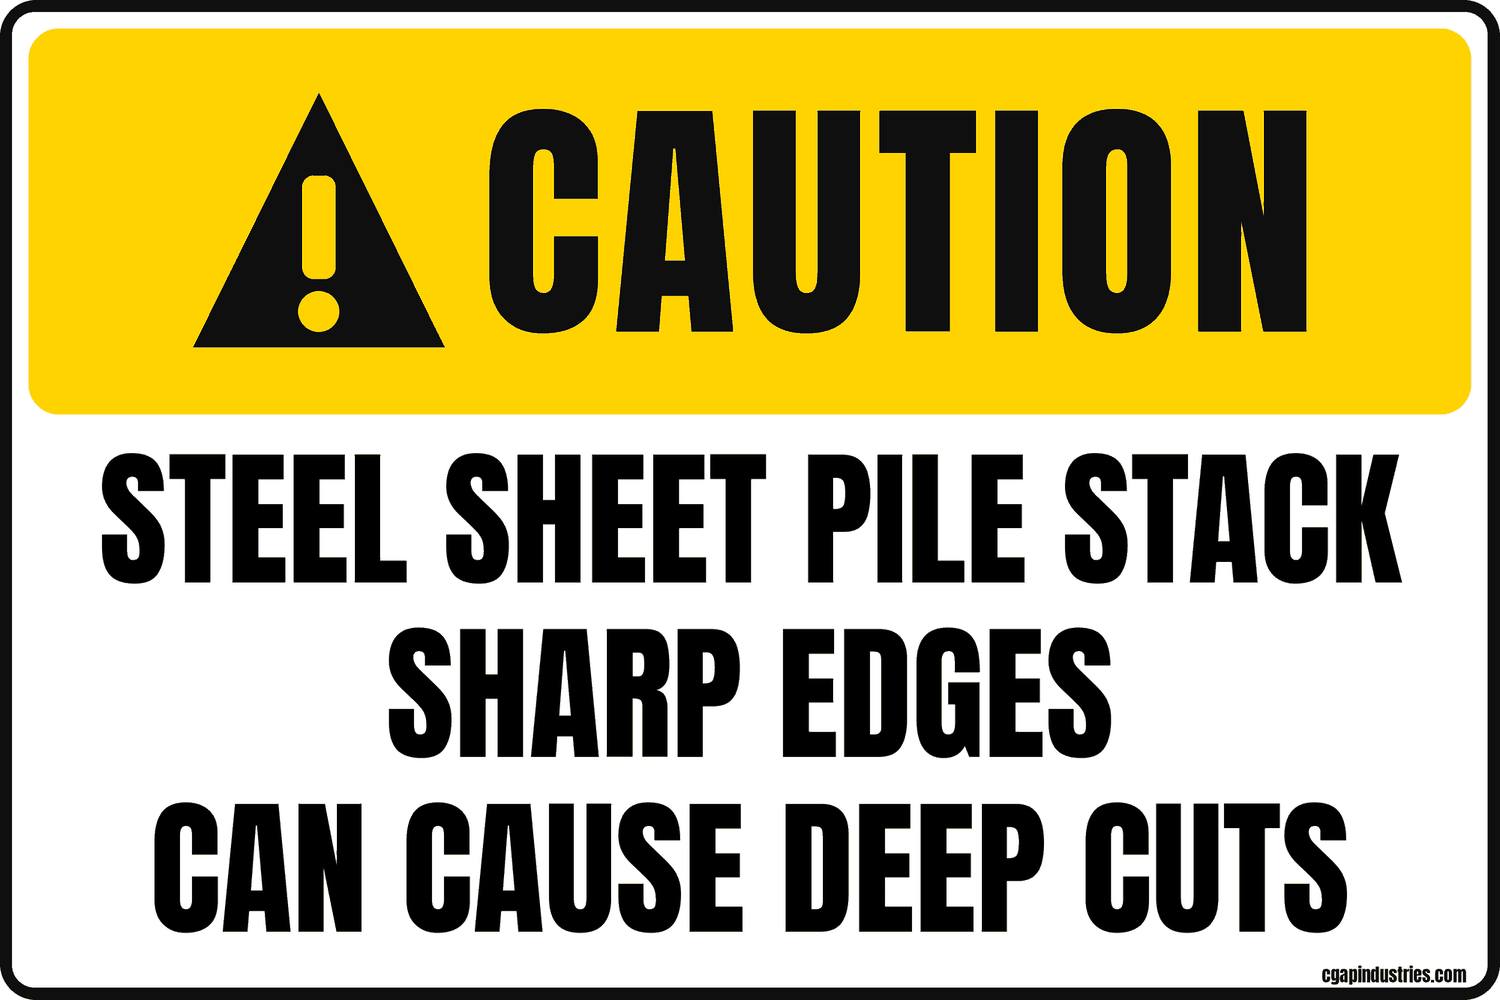 CAUTION
STEEL SHEET PILE STACK
SHARP EDGES
CAN CAUSE DEEP CUTS
cgapindustries.com